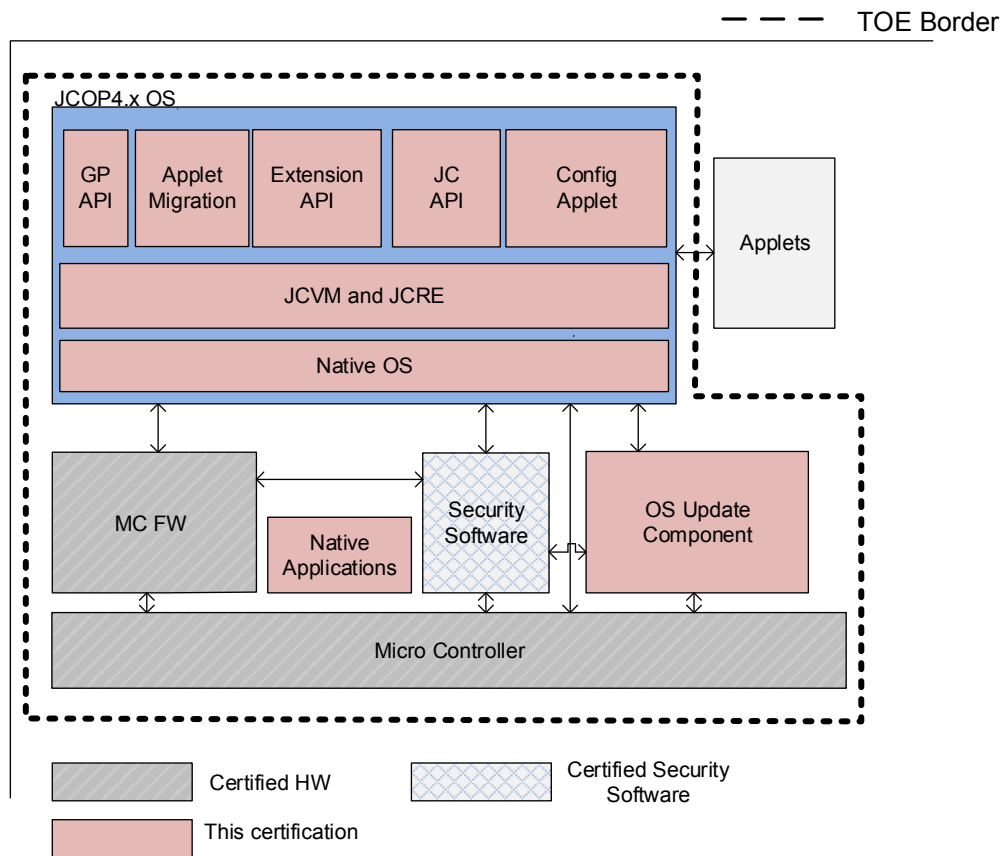 TOE Border
JCOP4.x OS
GP
API
Applet
Migration
Extension
API
JC
API
Config
Applet
Applets
JCVM and JCRE
Native OS
MC FW
Native
Applications
Security
Software
OS Update
Component
Micro Controller
Certified HW
Certified Security
Software
This certification